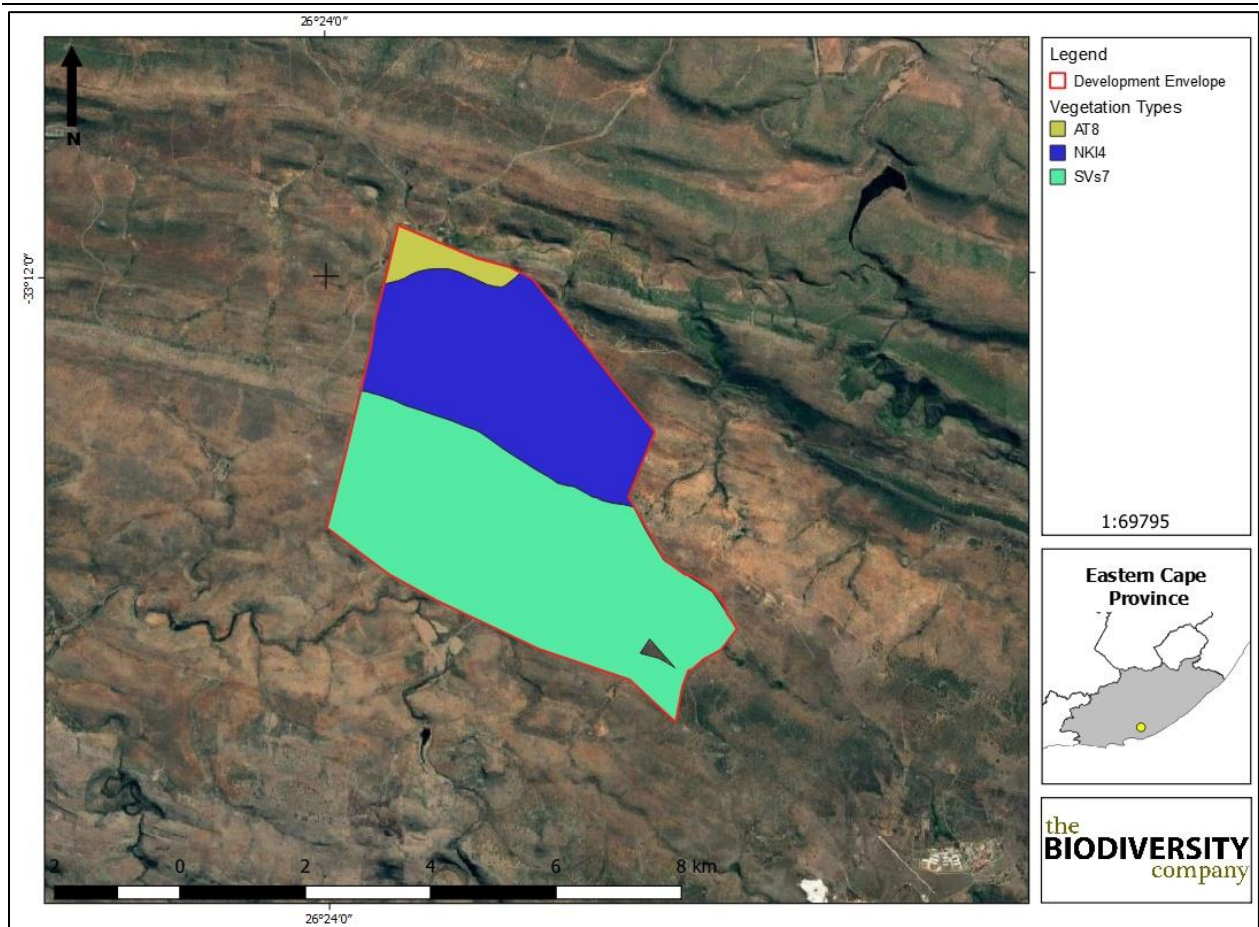 26°24'0"
N
-33°12'0"
2 0 2 4 6 8 km
26°24'0"
Legend
Development Envelope
Vegetation Types
AT8
NKl4
SVs7
1:69795
Eastern Cape
Province
the
BIODIVERSITY
company